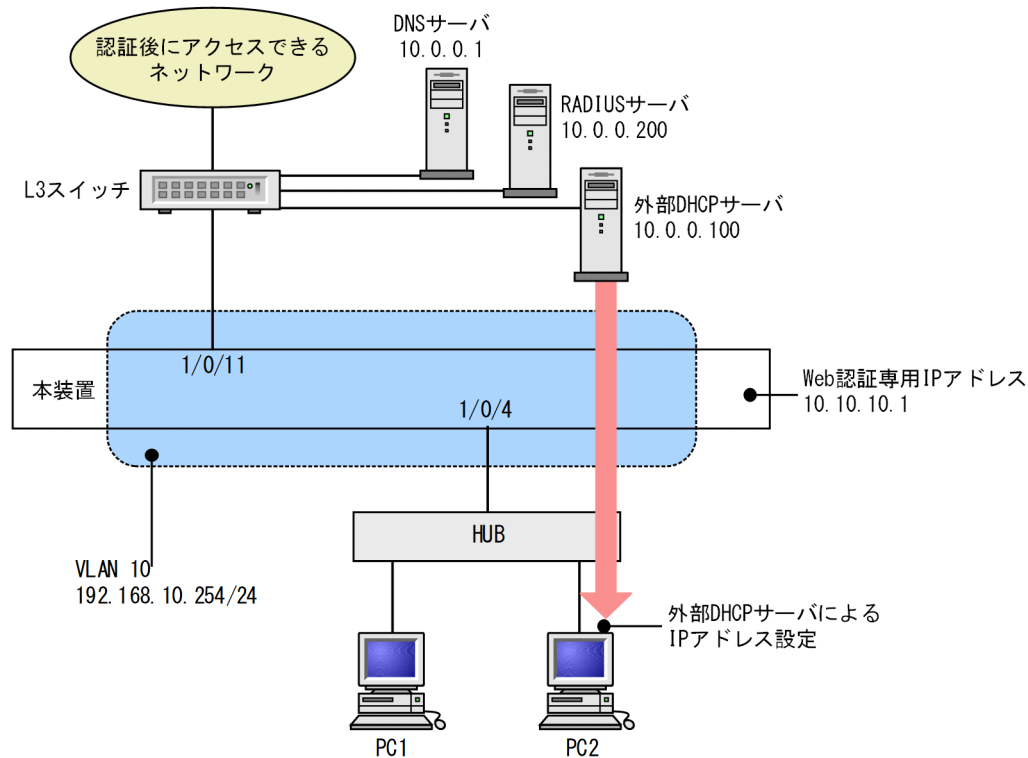 認証後にアクセスできる
ネットワーク
DNSサーバ
10.0.0.1
RADIUSサーバ
10.0.0.200
L3スイッチ
外部DHCPサーバ
10.0.0.100
1/0/11
本装置
1/0/4
Web認証専用IPアドレス
10.10.10.1
HUB
VLAN 10
192.168.10.254/24
外部DHCPサーバによる
IPアドレス設定
PC1
PC2